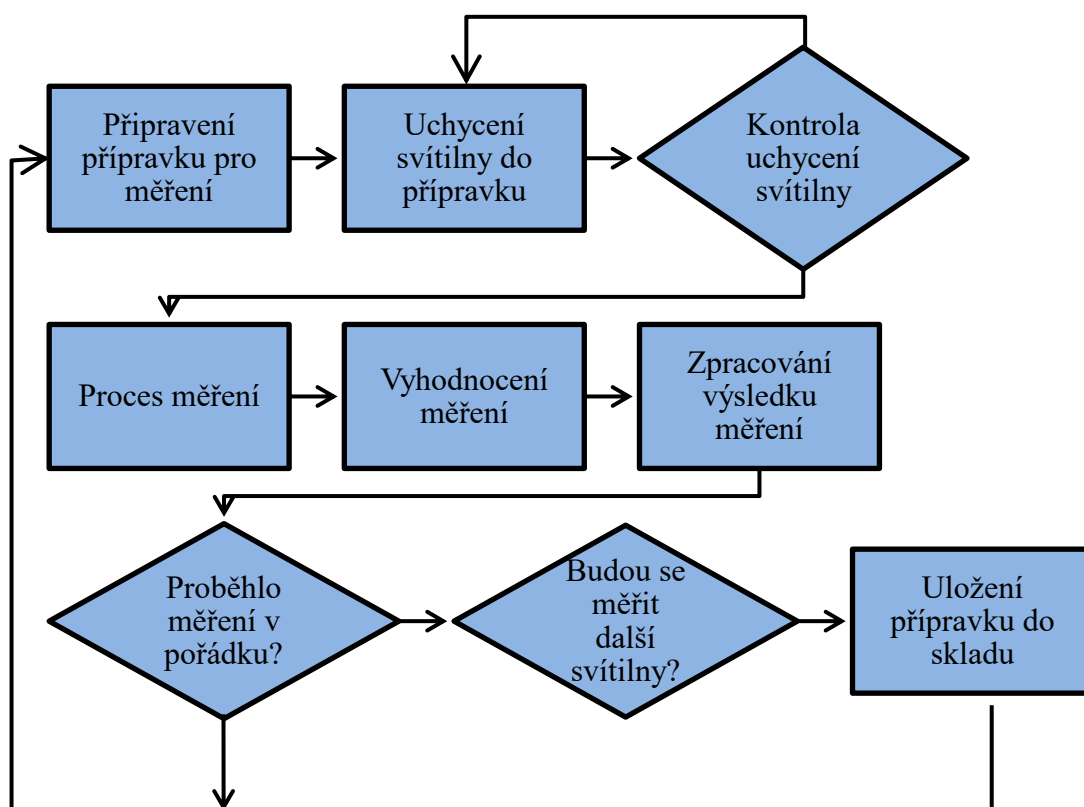 Připravení
přípravku pro
měření
Uchycení
svítilny do
přípravku
Kontrola
uchycení
svítilny
Proces měření
Vyhodnocení
měření
Zpracování
výsledku
měření
Proběhlo
měření v
pořádku?
Budou se
měřit
další
svítilny?
Uložení
přípravku do
skladu